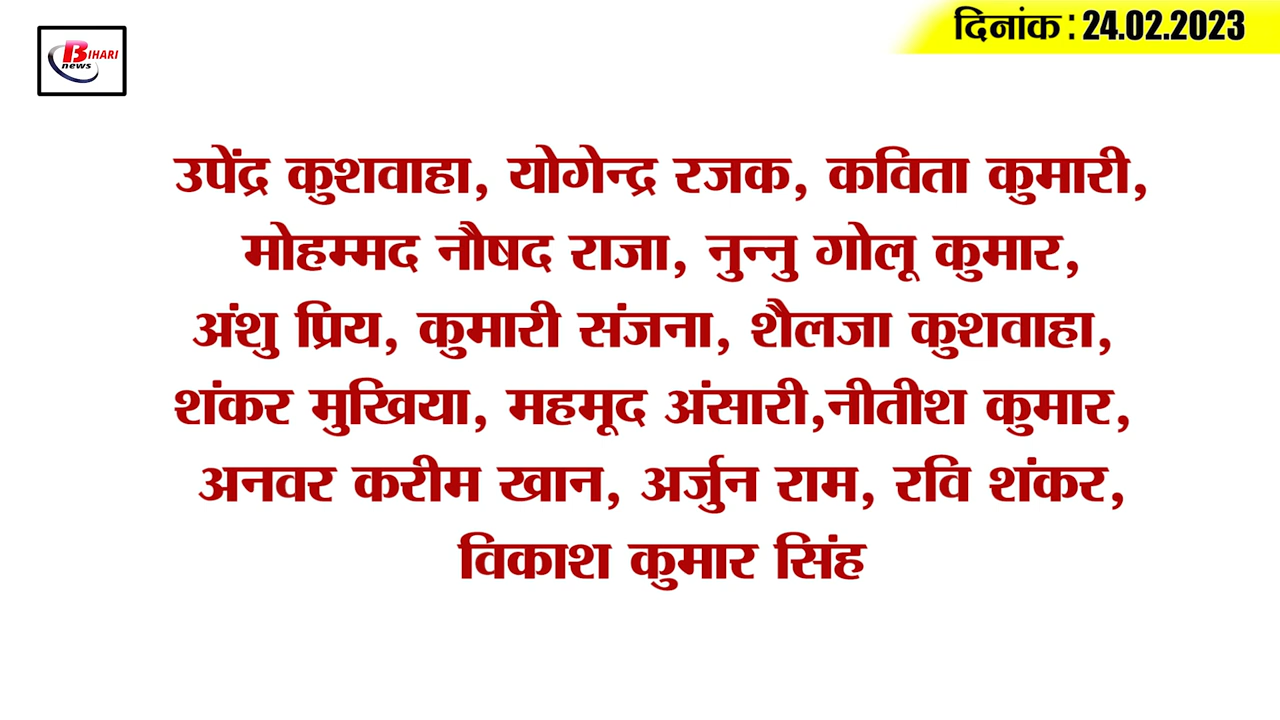 BIHARI
news
दिनांक : 24.02.2023
उपेंद्र कुशवाहा, योगेन्द्र रजक, कविता कुमारी,
मोहम्मद नौषद राजा, नुन्नु गोलू कुमार,
अंशु प्रिय, कुमारी संजना, शैलजा कुशवाहा,
शंकर मुखिया, महमूद अंसारी,नीतीश कुमार,
अनवर करीम खान, अर्जुन राम, रवि शंकर,
विकाश कुमार सिंह